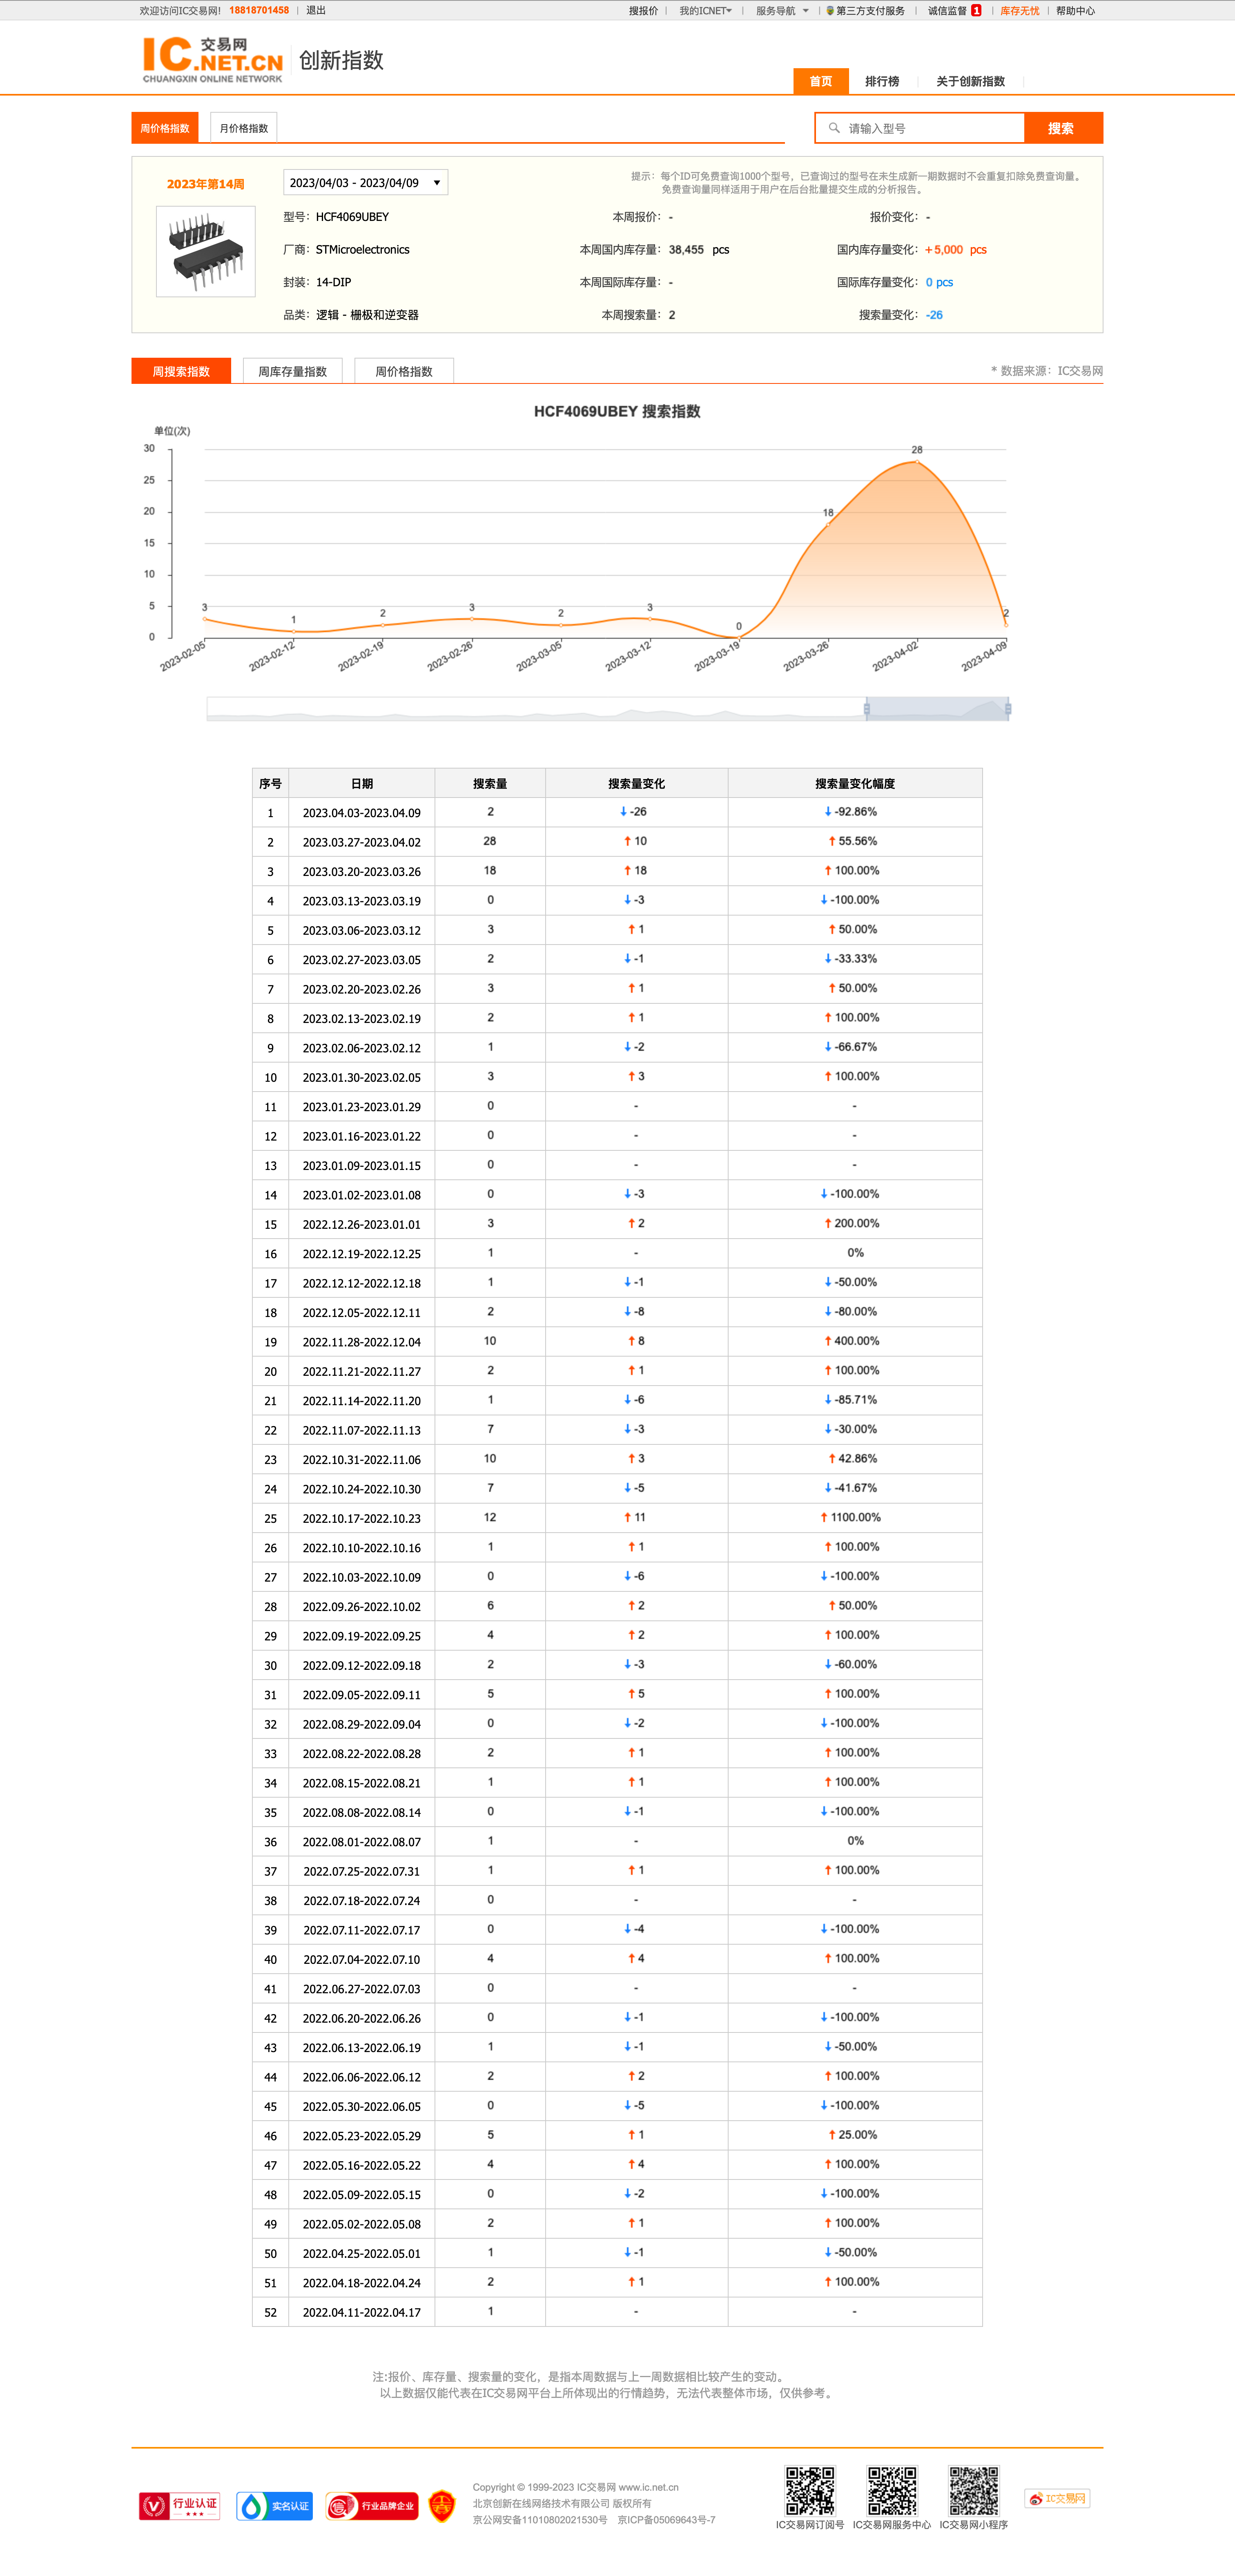 欢迎访问IC交易网! 18818701458 | 退出 搜报价 | 我的ICNET | 服务导航 | 第三方支付服务 | 诚信监督 1 | 库存无忧 | 帮助中心
IC交易网 .NET.CN CHUANGXIN ONLINE NETWORK 创新指数
首页 排行榜 关于创新指数
周价格指数 月价格指数 请输入型号 搜索
2023年第14周 2023/04/03 - 2023/04/09 提示：每个ID可免费查询1000个型号，已查询过的型号在未生成新一期数据时不会重复扣除免费查询量。
免费查询量同样适用于用户在后台批量提交生成的分析报告。
型号：HCF4069UBEY 本周报价：- 报价变化：-
厂商：STMicroelectronics 本周国内库存量：38,455 pcs 国内库存量变化：+5,000 pcs
封装：14-DIP 本周国际库存量：- 国际库存量变化：0 pcs
品类：逻辑 - 栅极和逆变器 本周搜索量：2 搜索量变化：-26
周搜索指数 周库存量指数 周价格指数 * 数据来源：IC交易网
HCF4069UBEY 搜索指数
单位(次)
30 28
25
20 18
15
10
5 3 1 2 3 2 3 0 2
0
2023-02-05 2023-02-12 2023-02-19 2023-02-26 2023-03-05 2023-03-12 2023-03-19 2023-03-26 2023-04-02 2023-04-09
序号 日期 搜索量 搜索量变化 搜索量变化幅度
1 2023.04.03-2023.04.09 2 ↓-26 ↓-92.86%
2 2023.03.27-2023.04.02 28 ↑10 ↑55.56%
3 2023.03.20-2023.03.26 18 ↑18 ↑100.00%
4 2023.03.13-2023.03.19 0 ↓-3 ↓-100.00%
5 2023.03.06-2023.03.12 3 ↑1 ↑50.00%
6 2023.02.27-2023.03.05 2 ↓-1 ↓-33.33%
7 2023.02.20-2023.02.26 3 ↑1 ↑50.00%
8 2023.02.13-2023.02.19 2 ↑1 ↑100.00%
9 2023.02.06-2023.02.12 1 ↓-2 ↓-66.67%
10 2023.01.30-2023.02.05 3 ↑3 ↑100.00%
11 2023.01.23-2023.01.29 0 - -
12 2023.01.16-2023.01.22 0 - -
13 2023.01.09-2023.01.15 0 - -
14 2023.01.02-2023.01.08 0 ↓-3 ↓-100.00%
15 2022.12.26-2023.01.01 3 ↑2 ↑200.00%
16 2022.12.19-2022.12.25 1 - 0%
17 2022.12.12-2022.12.18 1 ↓-1 ↓-50.00%
18 2022.12.05-2022.12.11 2 ↓-8 ↓-80.00%
19 2022.11.28-2022.12.04 10 ↑8 ↑400.00%
20 2022.11.21-2022.11.27 2 ↑1 ↑100.00%
21 2022.11.14-2022.11.20 1 ↓-6 ↓-85.71%
22 2022.11.07-2022.11.13 7 ↓-3 ↓-30.00%
23 2022.10.31-2022.11.06 10 ↑3 ↑42.86%
24 2022.10.24-2022.10.30 7 ↓-5 ↓-41.67%
25 2022.10.17-2022.10.23 12 ↑11 ↑1100.00%
26 2022.10.10-2022.10.16 1 ↑1 ↑100.00%
27 2022.10.03-2022.10.09 0 ↓-6 ↓-100.00%
28 2022.09.26-2022.10.02 6 ↑2 ↑50.00%
29 2022.09.19-2022.09.25 4 ↑2 ↑100.00%
30 2022.09.12-2022.09.18 2 ↓-3 ↓-60.00%
31 2022.09.05-2022.09.11 5 ↑5 ↑100.00%
32 2022.08.29-2022.09.04 0 ↓-2 ↓-100.00%
33 2022.08.22-2022.08.28 2 ↑1 ↑100.00%
34 2022.08.15-2022.08.21 1 ↑1 ↑100.00%
35 2022.08.08-2022.08.14 0 ↓-1 ↓-100.00%
36 2022.08.01-2022.08.07 1 - 0%
37 2022.07.25-2022.07.31 1 ↑1 ↑100.00%
38 2022.07.18-2022.07.24 0 - -
39 2022.07.11-2022.07.17 0 ↓-4 ↓-100.00%
40 2022.07.04-2022.07.10 4 ↑4 ↑100.00%
41 2022.06.27-2022.07.03 0 - -
42 2022.06.20-2022.06.26 0 ↓-1 ↓-100.00%
43 2022.06.13-2022.06.19 1 ↓-1 ↓-50.00%
44 2022.06.06-2022.06.12 2 ↑2 ↑100.00%
45 2022.05.30-2022.06.05 0 ↓-5 ↓-100.00%
46 2022.05.23-2022.05.29 5 ↑1 ↑25.00%
47 2022.05.16-2022.05.22 4 ↑4 ↑100.00%
48 2022.05.09-2022.05.15 0 ↓-2 ↓-100.00%
49 2022.05.02-2022.05.08 2 ↑1 ↑100.00%
50 2022.04.25-2022.05.01 1 ↓-1 ↓-50.00%
51 2022.04.18-2022.04.24 2 ↑1 ↑100.00%
52 2022.04.11-2022.04.17 1 - -
注:报价、库存量、搜索量的变化，是指本周数据与上一周数据相比较产生的变动。
以上数据仅能代表在IC交易网平台上所体现出的行情趋势，无法代表整体市场，仅供参考。
行业认证 实名认证 行业品牌企业
Copyright © 1999-2023 IC交易网 www.ic.net.cn
北京创新在线网络技术有限公司 版权所有
京公网安备11010802021530号 京ICP备05069643号-7
IC交易网订阅号 IC交易网服务中心 IC交易网小程序 IC交易网